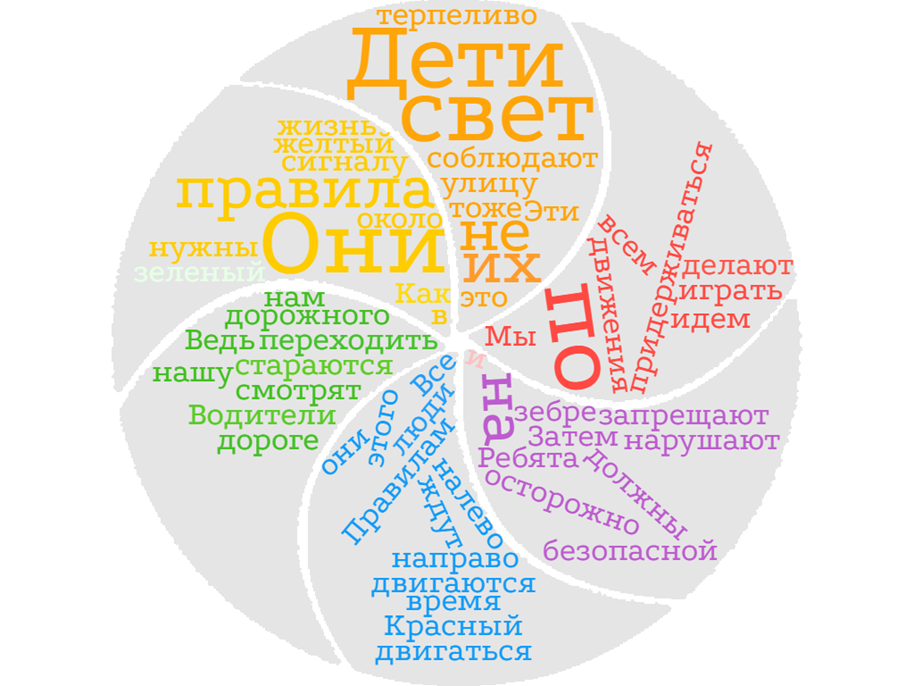 терпеливо
Дети
свет
соблюдают
улицу
тоже Эти
не
их
это
жизнь
желтый
сигналу
правила
около
Они
нужны
зеленый
Как
в
нам
дорожного
Ведь переходить
нашу стараются
смотрят
Водители
дороге
всем
движения
придерживаться
делают
играть
идем
по
Мы
и
на
зебре запрещают
Затем нарушают
Ребята
должны
осторожно
безопасной
Все
люди
этого
они
Правилам
налево
ждут
направо
двигаются
время
Красный
двигаться